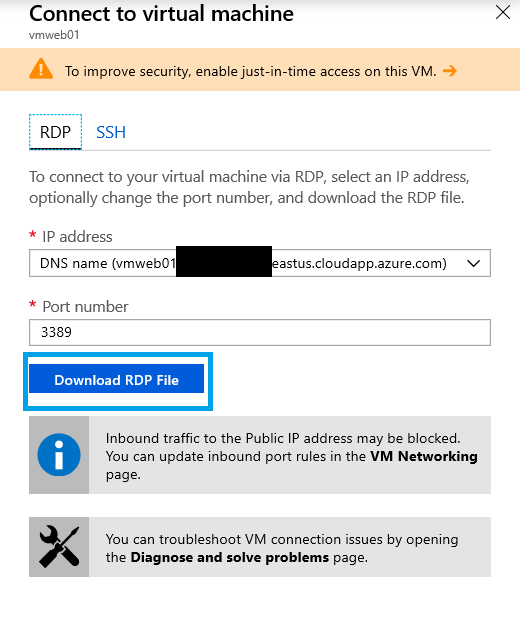 Connect to virtual machine
vmweb01
To improve security, enable just-in-time access on this VM. →
RDP SSH
To connect to your virtual machine via RDP, select an IP address,
optionally change the port number, and download the RDP file.
* IP address
DNS name (vmweb01 eastus.cloudapp.azure.com)
* Port number
3389
Download RDP File
Inbound traffic to the Public IP address may be blocked.
You can update inbound port rules in the VM Networking
page.
You can troubleshoot VM connection issues by opening
the Diagnose and solve problems page.